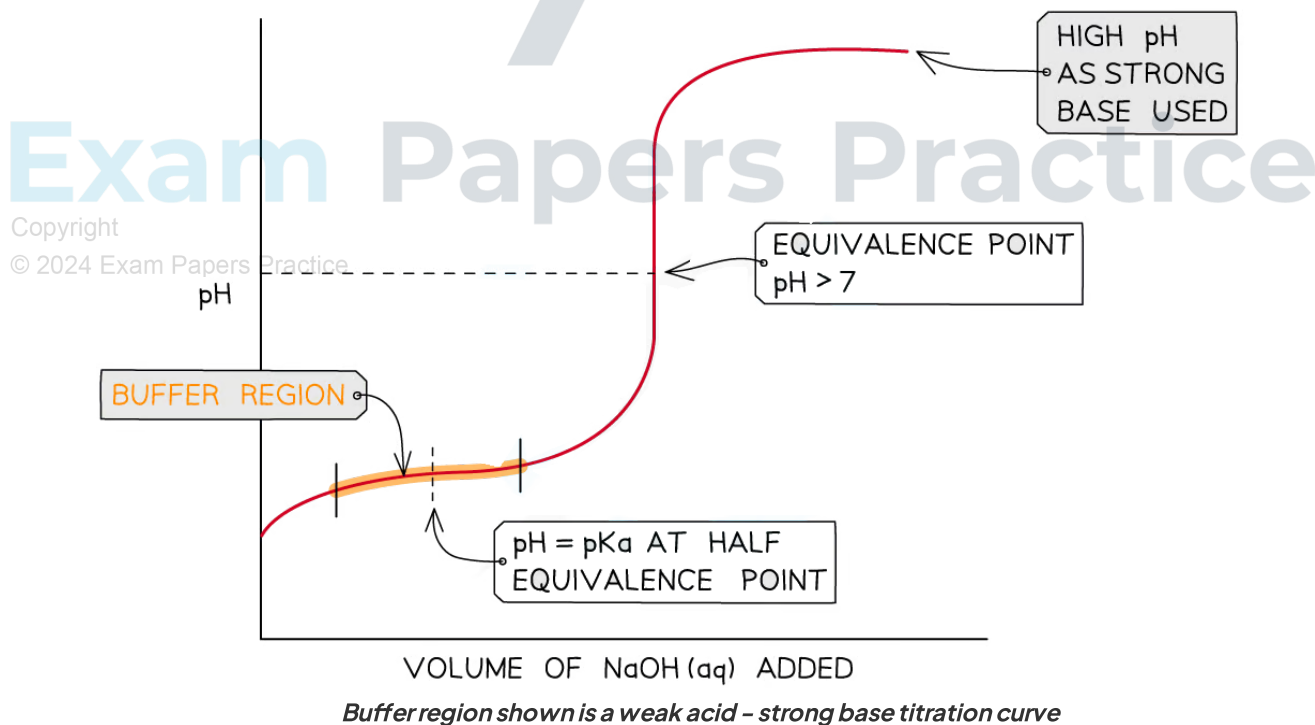 HIGH pH
AS STRONG
BASE USED
Exam Papers Practice
Copyright
© 2024 Exam Papers Practice
EQUIVALENCE POINT
pH > 7
pH
BUFFER REGION
pH = pKa AT HALF
EQUIVALENCE POINT
VOLUME OF NaOH (aq) ADDED
Buffer region shown is a weak acid – strong base titration curve